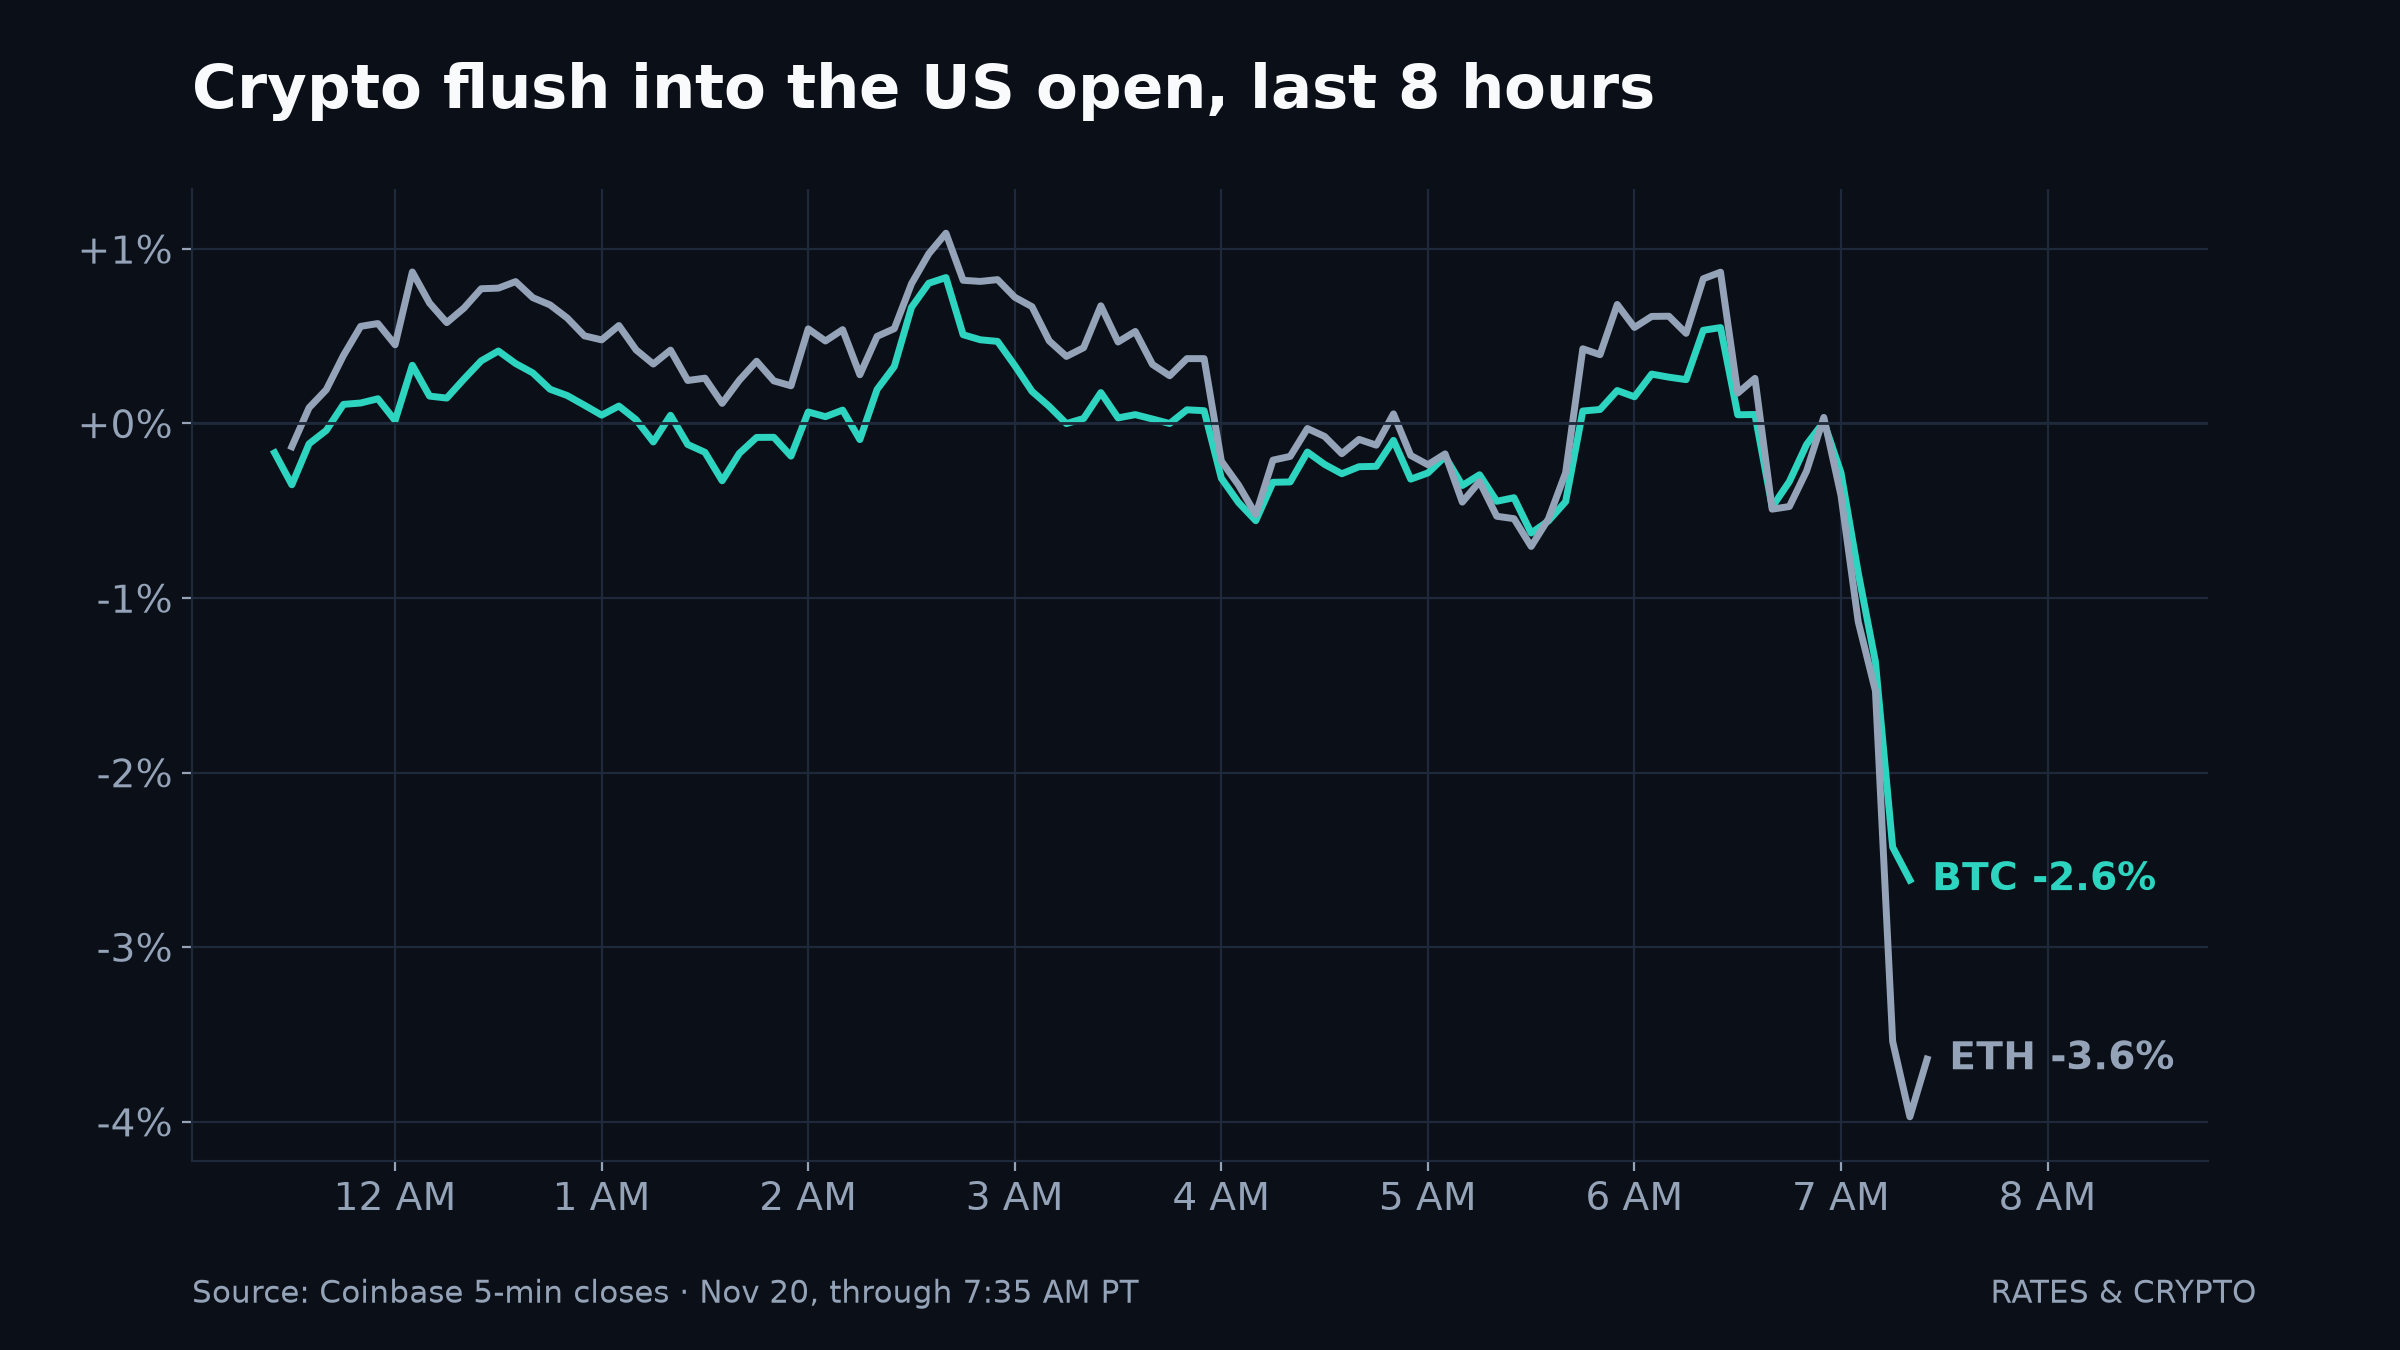 Crypto flush into the US open, last 8 hours
+1%
+0%
-1%
-2%
-3%
-4%
BTC -2.6%
ETH -3.6%
12 AM 1 AM 2 AM 3 AM 4 AM 5 AM 6 AM 7 AM 8 AM
Source: Coinbase 5-min closes · Nov 20, through 7:35 AM PT
RATES & CRYPTO